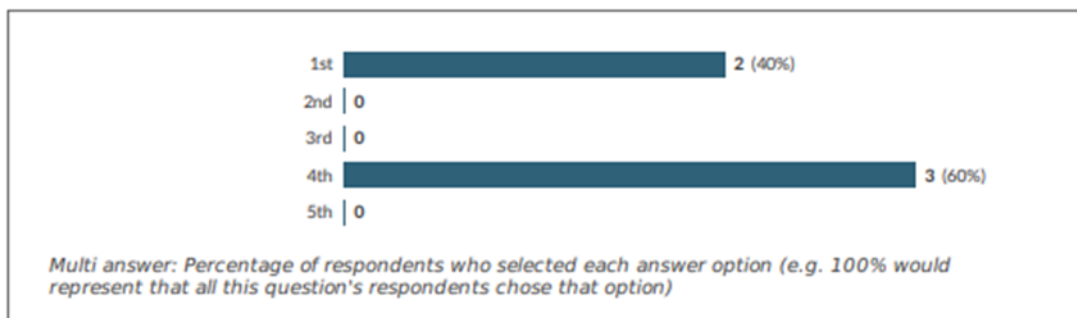 1st 2 (40%)
2nd 0
3rd 0
4th 3 (60%)
5th 0
Multi answer: Percentage of respondents who selected each answer option (e.g. 100% would
represent that all this question's respondents chose that option)